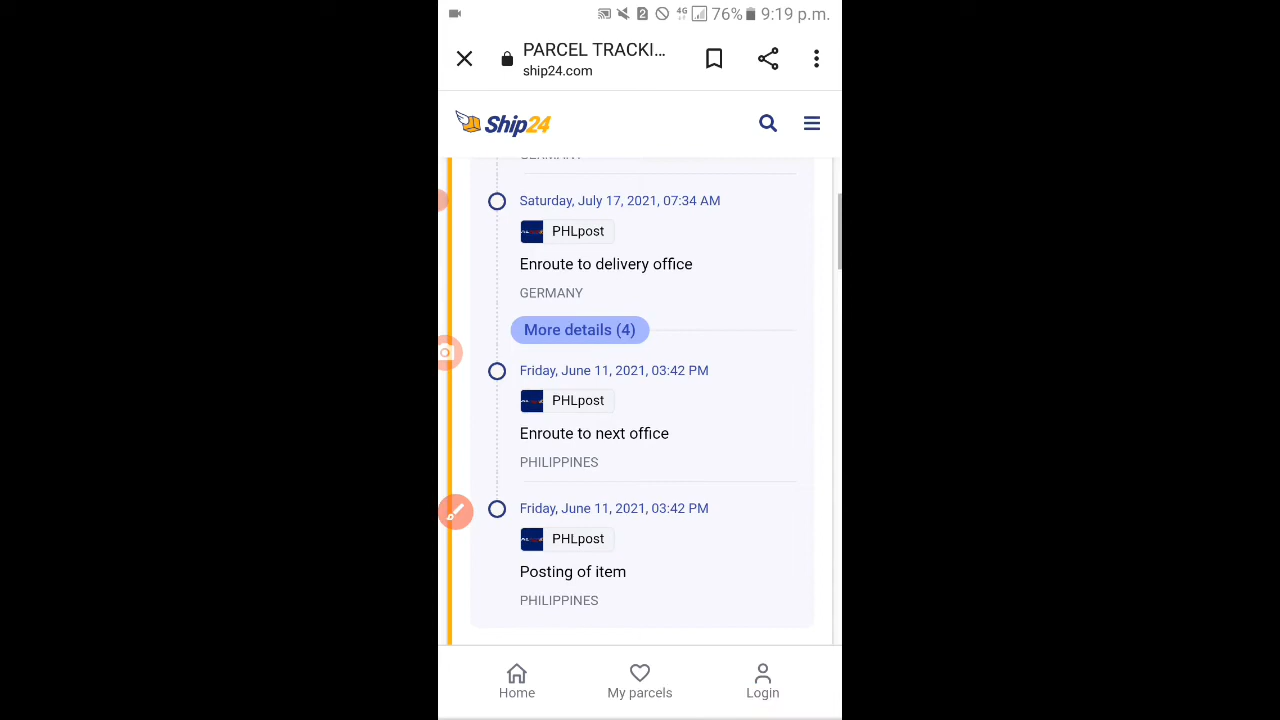 76% 9:19 p.m.
PARCEL TRACKI...
ship24.com
Ship24
GERMANY
Saturday, July 17, 2021, 07:34 AM
PHLpost
Enroute to delivery office
GERMANY
More details (4)
Friday, June 11, 2021, 03:42 PM
PHLpost
Enroute to next office
PHILIPPINES
Friday, June 11, 2021, 03:42 PM
PHLpost
Posting of item
PHILIPPINES
Home My parcels Login